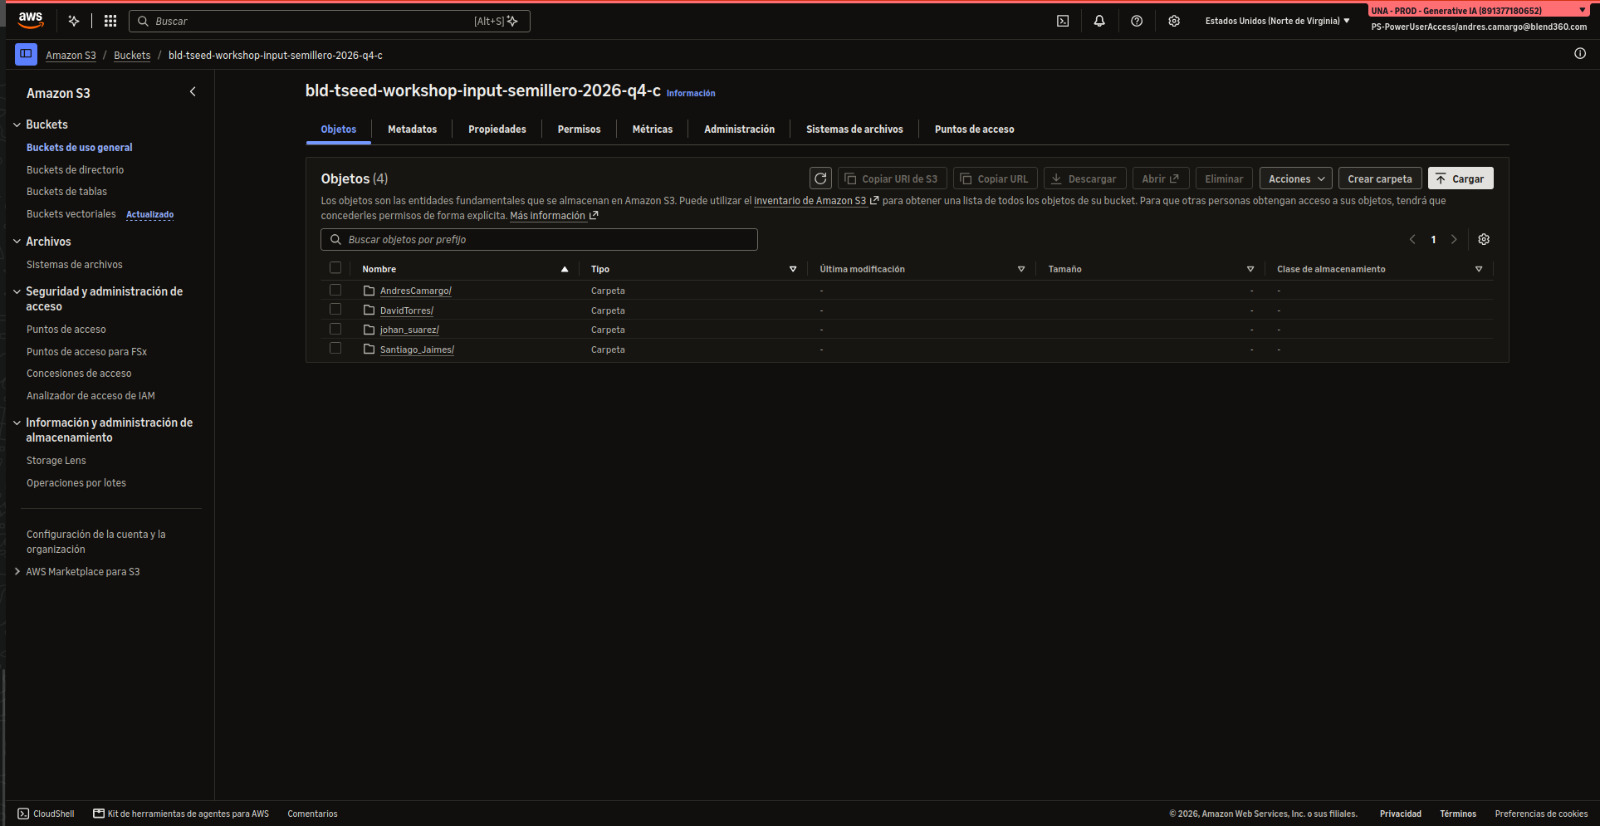 aws
Buscar
[Alt+S]
Estados Unidos (Norte de Virginia)
UNA - PROD - Generative IA (891377180652)
PS-PowerUserAccess/andres.camargo@blend360.com
Amazon S3 / Buckets / bld-tseed-workshop-input-semillero-2026-q4-c
Amazon S3
Buckets
Buckets de uso general
Buckets de directorio
Buckets de tablas
Buckets vectoriales Actualizado
Archivos
Sistemas de archivos
Seguridad y administración de
acceso
Puntos de acceso
Puntos de acceso para FSx
Concesiones de acceso
Analizador de acceso de IAM
Información y administración de
almacenamiento
Storage Lens
Operaciones por lotes
Configuración de la cuenta y la
organización
AWS Marketplace para S3
bld-tseed-workshop-input-semillero-2026-q4-c Información
Objetos Metadatos Propiedades Permisos Métricas Administración Sistemas de archivos Puntos de acceso
Objetos (4)
Copiar URI de S3 Copiar URL Descargar Abrir Eliminar Acciones Crear carpeta Cargar
Los objetos son las entidades fundamentales que se almacenan en Amazon S3. Puede utilizar el inventario de Amazon S3 para obtener una lista de todos los objetos de su bucket. Para que otras personas obtengan acceso a sus objetos, tendrá que
concederles permisos de forma explícita. Más información
Buscar objetos por prefijo
1
Nombre Tipo Última modificación Tamaño Clase de almacenamiento
AndresCamargo/ Carpeta - - -
DavidTorres/ Carpeta - - -
johan_suarez/ Carpeta - - -
Santiago_Jaimes/ Carpeta - - -
CloudShell Kit de herramientas de agentes para AWS Comentarios
© 2026, Amazon Web Services, Inc. o sus filiales. Privacidad Términos Preferencias de cookies